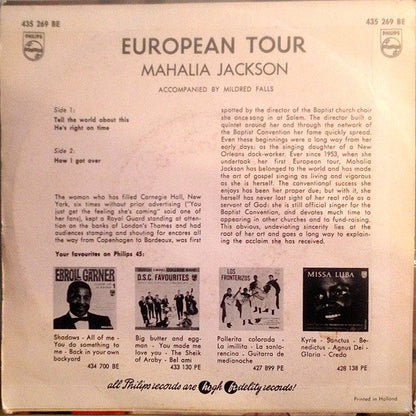 435 269 BE
435 269 BE
PHILIPS
PHILIPS
EUROPEAN TOUR
MAHALIA JACKSON
ACCOMPANIED BY MILDRED FALLS
Side 1:
Tell the world about this
He's right on time
Side 2:
How I got over
The woman who has filled Carnegie Hall, New
York, six times without prior advertising ("You
just get the feeling she's coming" said one of
her fans), kept a Royal Guard standing at atten-
tion on the banks of London's Thames and had
audiences stamping and shouting for encores all
the way from Copenhagen to Bordeaux, was first
spotted by the director of the Baptist church choir
she once sang in at Salem. The director built a
quintet around her and through the network of
the Baptist Convention her fame quickly spread.
Even these beginnings were a long way from her
early days, as the singing daughter of a New
Orleans dock-worker. Ever since 1953, when she
undertook her first European tour, Mahalia
Jackson has belonged to the world and has made
the art of gospel singing as living and vigorous
as she is herself. The conventional success she
enjoys has been her proper due; but with it, she
has never lost sight of her real role as a
servant of God: she is still official singer for the
Baptist Convention, and devotes much time to
appearing in other churches and to fund-raising.
This obvious, undeviating sincerity lies at the
root of her art and goes a long way to explain-
ing the acclaim she has received.
Your favourites on Philips 45:
ERROLL GARNER
DUTCH SWING COLLEGE BAND
D.S.C. FAVOURITES
LOS
FRONTERIZOS
MISSA LUBA
Shadows - All of me -
You do something to
me - Back in your own
backyard
434 700 BE
Big butter and egg-
man - You made me
love you - The Sheik
of Araby - Bel ami
433 130 PE
Pollerita colorada -
La imillita - La sanlo-
rencina - Guitarra de
medianoche
427 899 PE
Kyrie - Sanctus - Be-
nedictus - Agnus Dei -
Gloria - Credo
428 138 PE
all Philips records are high fidelity records!
Printed in Holland